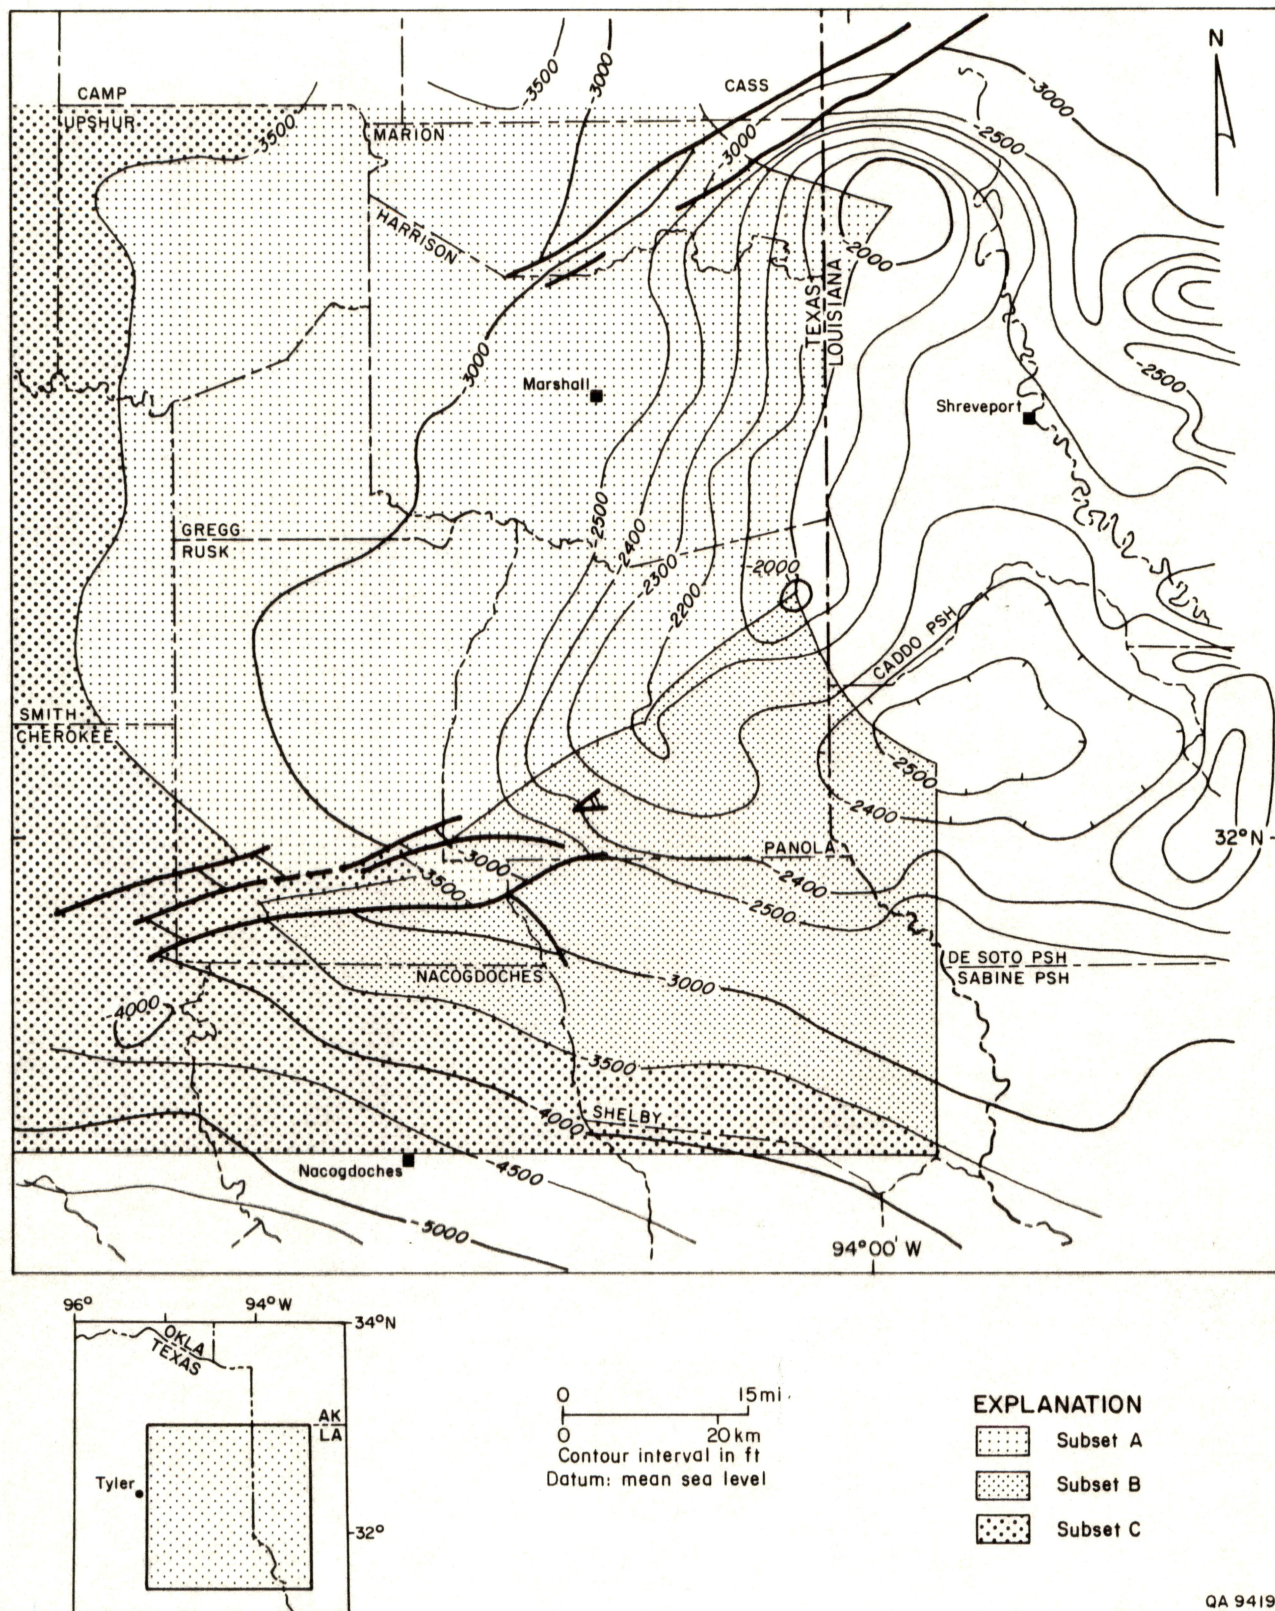 N
CAMP
UPSHUR
-3500
-3000
CASS
-3000
-3500
MARION
-3000
-2500
HARRISON
-2000
TEXAS
LOUISIANA
-3000
Marshall
-2500
Shreveport
-2500
-2400
GREGG
RUSK
-2300
-2000
-2200
CADDO PSH
SMITH
CHEROKEE
-2500
-2400
32°N
PANOLA
-3000
-3500
-2400
-2500
DE SOTO PSH
SABINE PSH
NACOGDOCHES
-3000
-4000
-3500
SHELBY
-4000
Nacogdoches
-4500
-5000
94°00' W
96°
94°W
34°N
OKLA
TEXAS
AK
LA
Tyler
32°
0
15mi.
0
20km
Contour interval in ft
Datum: mean sea level
EXPLANATION
Subset A
Subset B
Subset C
QA 9419